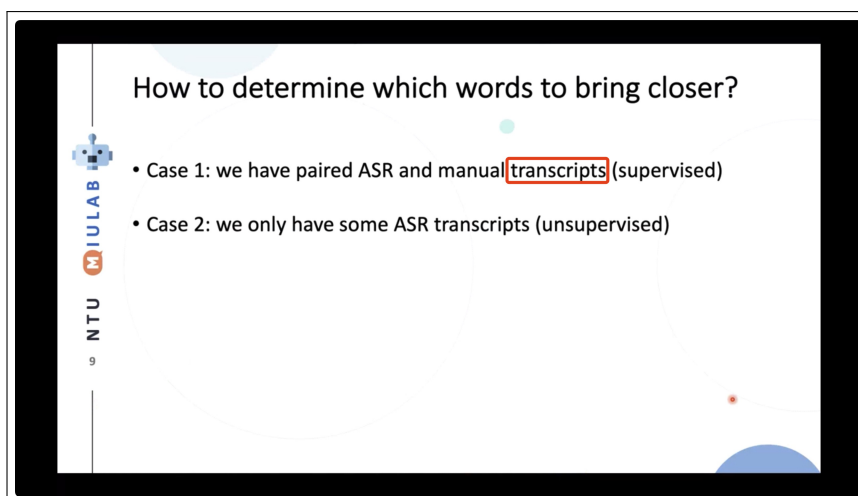 How to determine which words to bring closer?
• Case 1: we have paired ASR and manual transcripts (supervised)
• Case 2: we only have some ASR transcripts (unsupervised)
NTU MIULAB
9